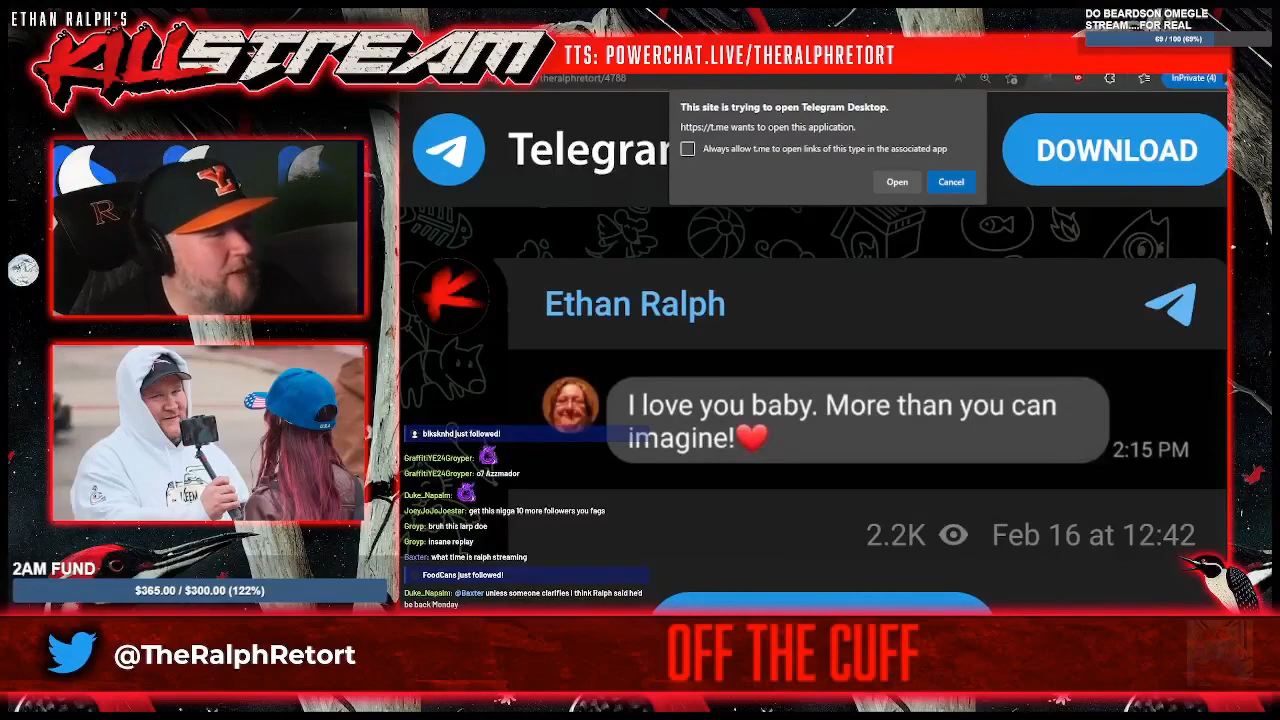 ETHAN RALPH'S
KILLSTREAM
TTS: POWERCHAT.LIVE/THERALPHRETORT
DO BEARDSON OMEGLE
STREAM....FOR REAL
69 / 100 (69%)
theralphretort/4788
InPrivate (4)
This site is trying to open Telegram Desktop.
https://t.me wants to open this application.
Always allow t.me to open links of this type in the associated app
Open Cancel
Telegram
DOWNLOAD
Ethan Ralph
I love you baby. More than you can
imagine!❤️
2:15 PM
2.2K Feb 16 at 12:42
blksknhd just followed!
GraffitiYE24Groyper:
GraffitiYE24Groyper: o7 Azzmador
Duke_Napalm:
JoeyJoJoJoestar: get this nigga 10 more followers you fags
Groyp: bruh this larp doe
Groyp: insane replay
Baxter: what time is ralph streaming
FoodCans just followed!
Duke_Napalm: @Baxter unless someone clarifies I think Ralph said he'd
be back Monday
2AM FUND
$365.00 / $300.00 (122%)
@TheRalphRetort
OFF THE CUFF